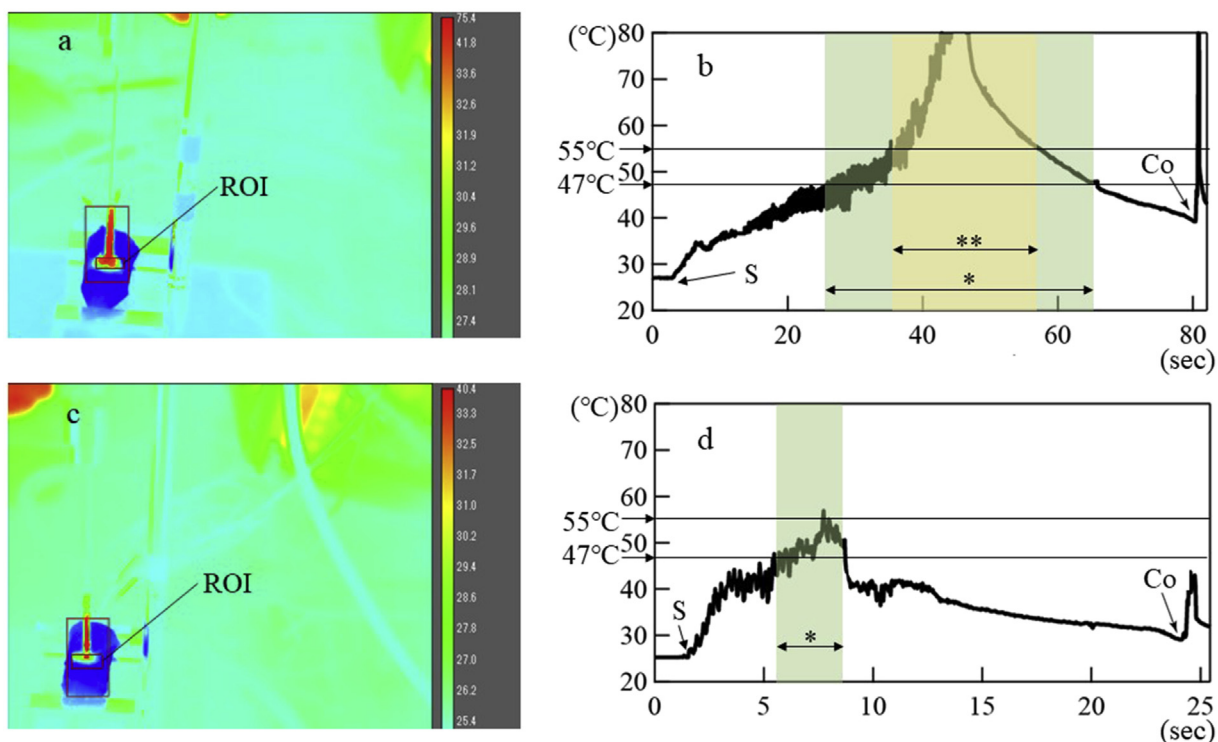 a
ROI
75.4
41.8
33.6
32.6
31.9
31.2
30.4
29.6
28.9
28.1
27.4
(°C)
80
70
60
55°C
50
47°C
40
30
20
b
**
*
S
Co
0
20
40
60
80
(sec)
c
ROI
40.4
33.3
32.5
31.7
31.0
30.2
29.4
28.6
27.8
27.0
26.2
25.4
(°C)
80
70
60
55°C
50
47°C
40
30
20
d
*
S
Co
0
5
10
15
20
25
(sec)